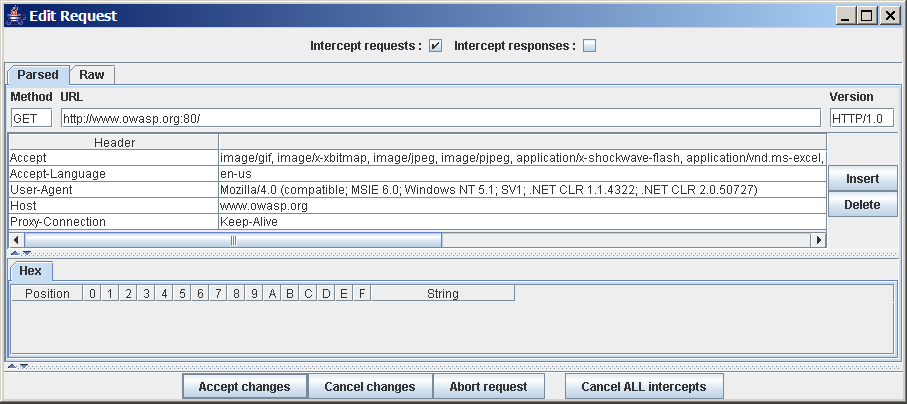 Edit Request
Intercept requests : Intercept responses :
Parsed Raw
Method URL Version
GET http://www.owasp.org:80/ HTTP/1.0
Header
Accept image/gif, image/x-xbitmap, image/jpeg, image/pjpeg, application/x-shockwave-flash, application/vnd.ms-excel,
Accept-Language en-us
Insert
User-Agent Mozilla/4.0 (compatible; MSIE 6.0; Windows NT 5.1; SV1; .NET CLR 1.1.4322; .NET CLR 2.0.50727)
Host www.owasp.org
Delete
Proxy-Connection Keep-Alive
Hex
Position 0 1 2 3 4 5 6 7 8 9 A B C D E F String
Accept changes Cancel changes Abort request Cancel ALL intercepts